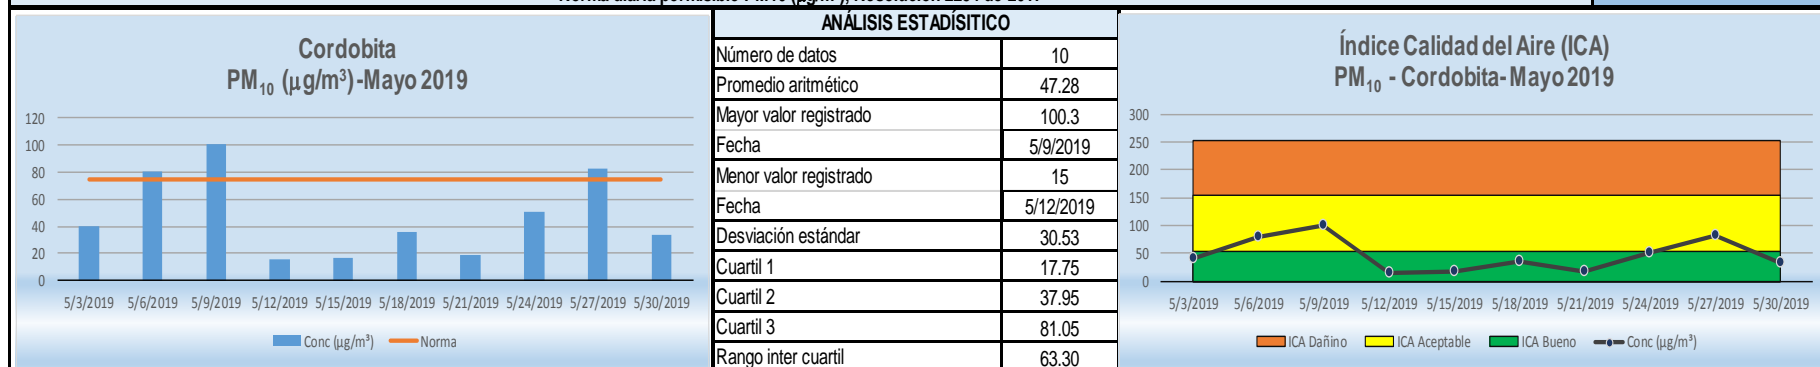 Cordobita
PM₁₀ (µg/m³)-Mayo 2019
120
100
80
60
40
20
0
5/3/2019 5/6/2019 5/9/2019 5/12/2019 5/15/2019 5/18/2019 5/21/2019 5/24/2019 5/27/2019 5/30/2019
Conc (µg/m³) Norma
ANÁLISIS ESTADÍSITICO
Número de datos 10
Promedio aritmético 47.28
Mayor valor registrado 100.3
Fecha 5/9/2019
Menor valor registrado 15
Fecha 5/12/2019
Desviación estándar 30.53
Cuartil 1 17.75
Cuartil 2 37.95
Cuartil 3 81.05
Rango inter cuartil 63.30
Índice Calidad del Aire (ICA)
PM₁₀ - Cordobita- Mayo 2019
300
250
200
150
100
50
0
5/3/2019 5/6/2019 5/9/2019 5/12/2019 5/15/2019 5/18/2019 5/21/2019 5/24/2019 5/27/2019 5/30/2019
ICA Dañino ICA Aceptable ICA Bueno Conc (µg/m³)